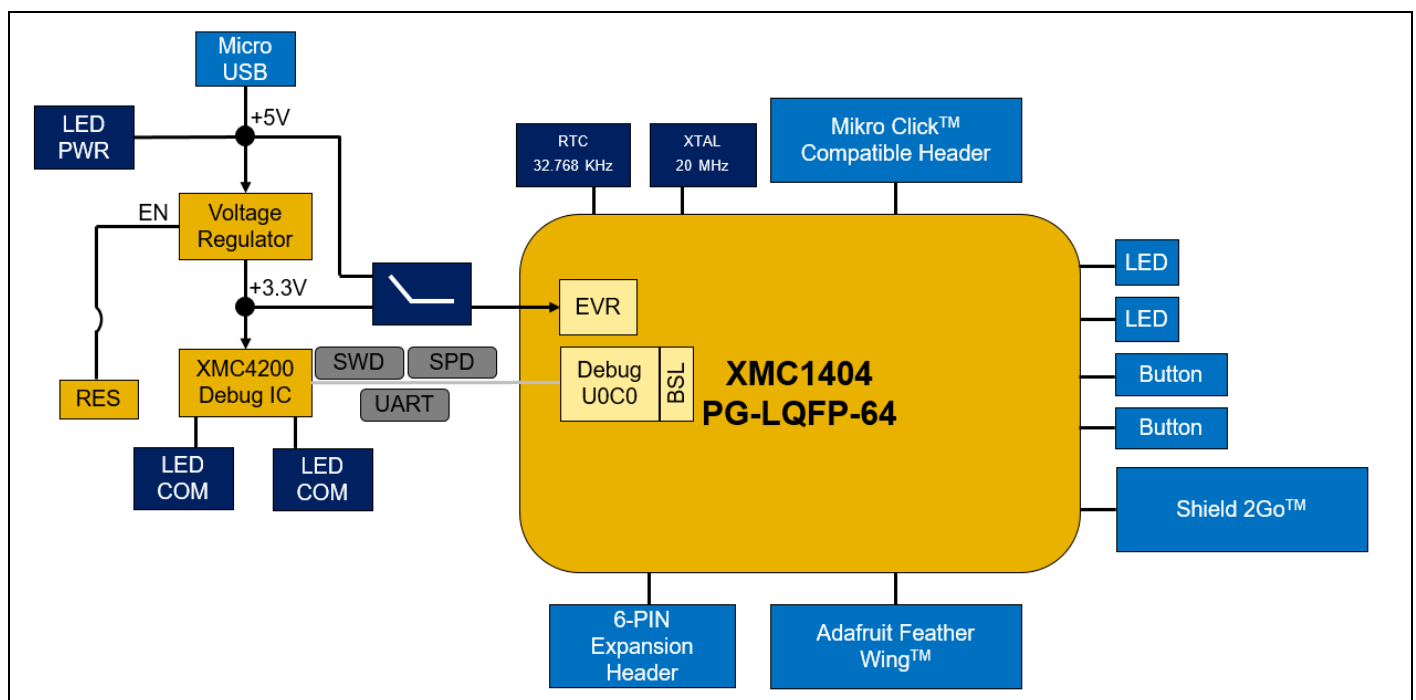 Micro
USB
+5V
LED
PWR
RTC
32.768 KHz
XTAL
20 MHz
Mikro Click™
Compatible Header
EN
Voltage
Regulator
LED
+3.3V
EVR
LED
XMC4200
Debug IC
SWD
SPD
UART
Debug
U0C0
BSL
XMC1404
PG-LQFP-64
Button
RES
Button
LED
COM
LED
COM
Shield 2Go™
6-PIN
Expansion
Header
Adafruit Feather
Wing™